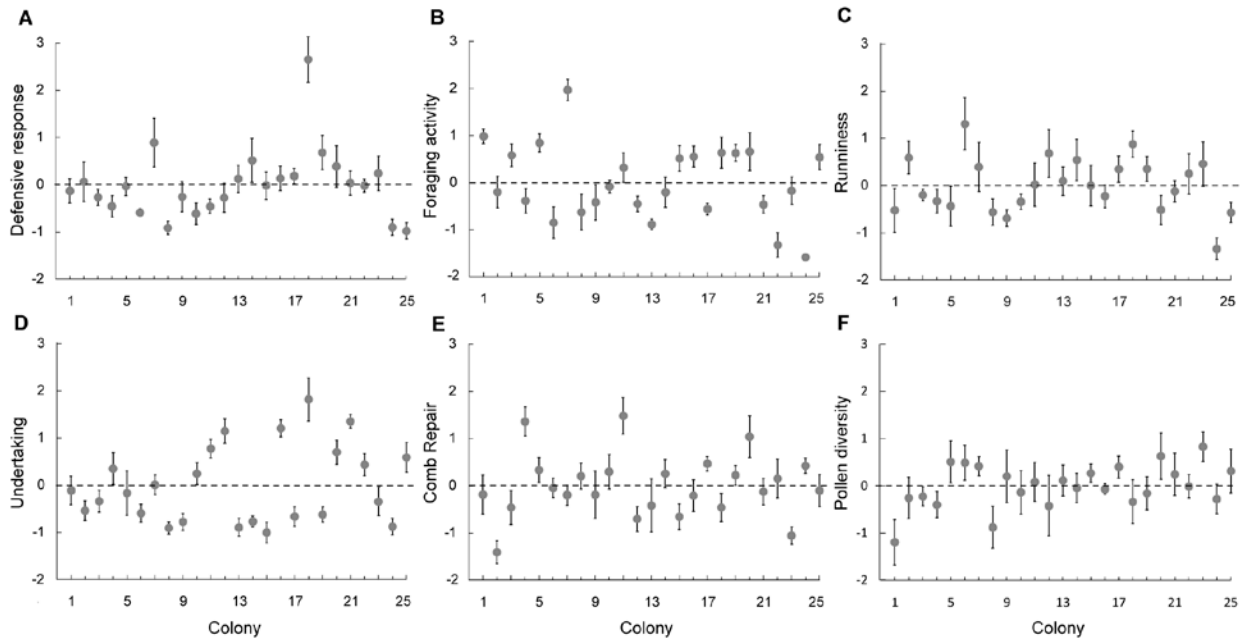 A B C
3 3 3
2 2 2
1 1 1
0 0 0
-1 -1 -1
-2 -2 -2
Defensive response
Foraging activity
Runniness
1 5 9 13 17 21 25 1 5 9 13 17 21 25 1 5 9 13 17 21 25
D E F
3 3 3
2 2 2
1 1 1
0 0 0
-1 -1 -1
-2 -2 -2
Undertaking
Comb Repair
Pollen diversity
1 5 9 13 17 21 25 1 5 9 13 17 21 25 1 5 9 13 17 21 25
Colony Colony Colony